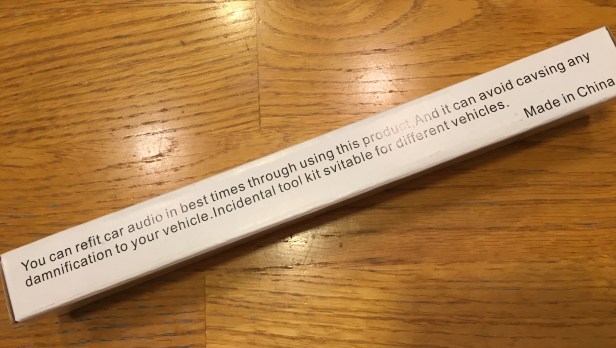 You can refit car audio in best times through using this product.And it can avoid cavsing any
damnification to your vehicle.Incidental tool kit svitable for different vehicles.
Made in China